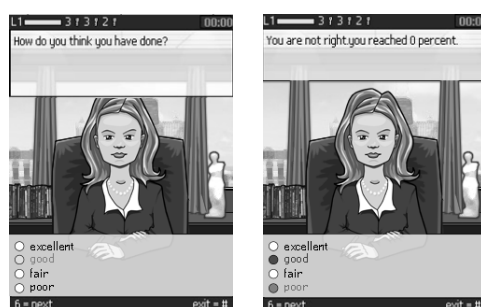 L1 3 1 3 1 2 1 00:00
How do you think you have done?
excellent
good
fair
poor
6 = next exit = #
L1 3 1 3 1 2 1 00:0
You are not right.you reached 0 percent.
excellent
good
fair
poor
6 = next exit = #